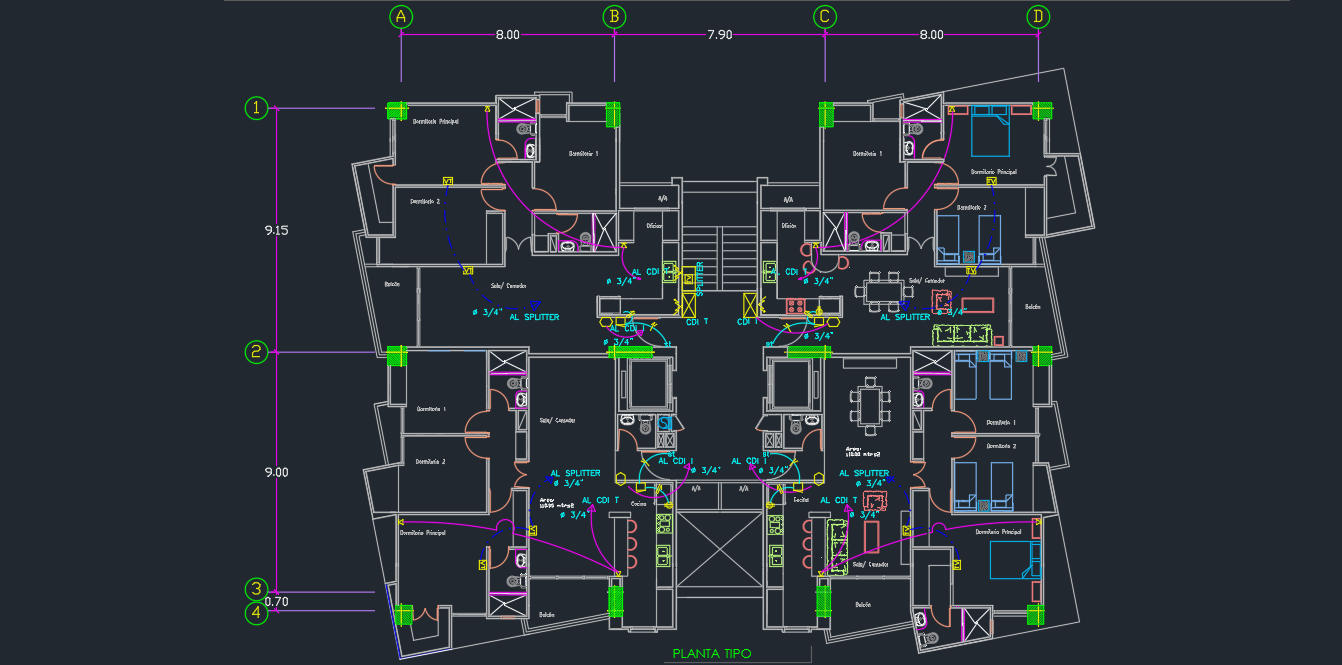 A B C D
8.00 7.90 8.00
1
Dormitorio Principal
Dormitorio 1
Dormitorio 1
Dormitorio Principal
Dormitorio 2
A/A
A/A
Dormitorio 2
9.15
AL CDI T
SPLITTER
AL CDI T
ø 3/4"
ø 3/4"
Sala/ Comedor
Sala/ Comedor
Balcón
Balcón
ø 3/4"
AL SPLITTER
CDI T
CDI T
AL SPLITTER
ø 3/4"
AL CDI
ø 3/4"
ø 3/4"
2
Dormitorio 1
Sala/ Comedor
Dormitorio 1
Dormitorio 2
Dormitorio 2
AL CDI
ø 3/4"
AL CDI
ø 3/4"
9.00
AL SPLITTER
ø 3/4"
AL SPLITTER
ø 3/4"
A/A
A/A
Area:
Area:
AL CDI T
ø 3/4"
Cocina
Cocina
AL CDI T
ø 3/4"
Dormitorio Principal
Dormitorio Principal
Sala/ Comedor
3
0.70
4
Balcón
Balcón
PLANTA TIPO